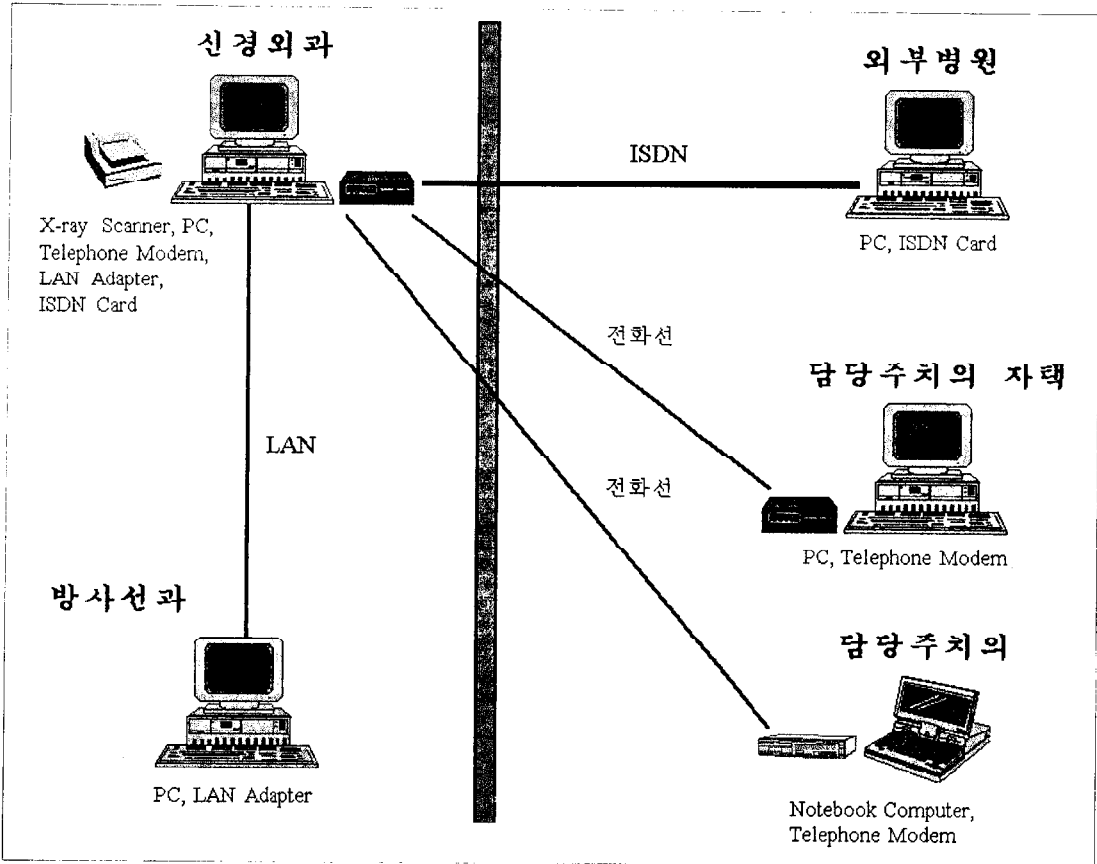 신경외과
X-ray Scanner, PC,
Telephone Modem,
LAN Adapter,
ISDN Card
LAN
방사선과
PC, LAN Adapter
ISDN
외부병원
PC, ISDN Card
전화선
담당주치의 자택
PC, Telephone Modem
전화선
담당주치의
Notebook Computer,
Telephone Modem